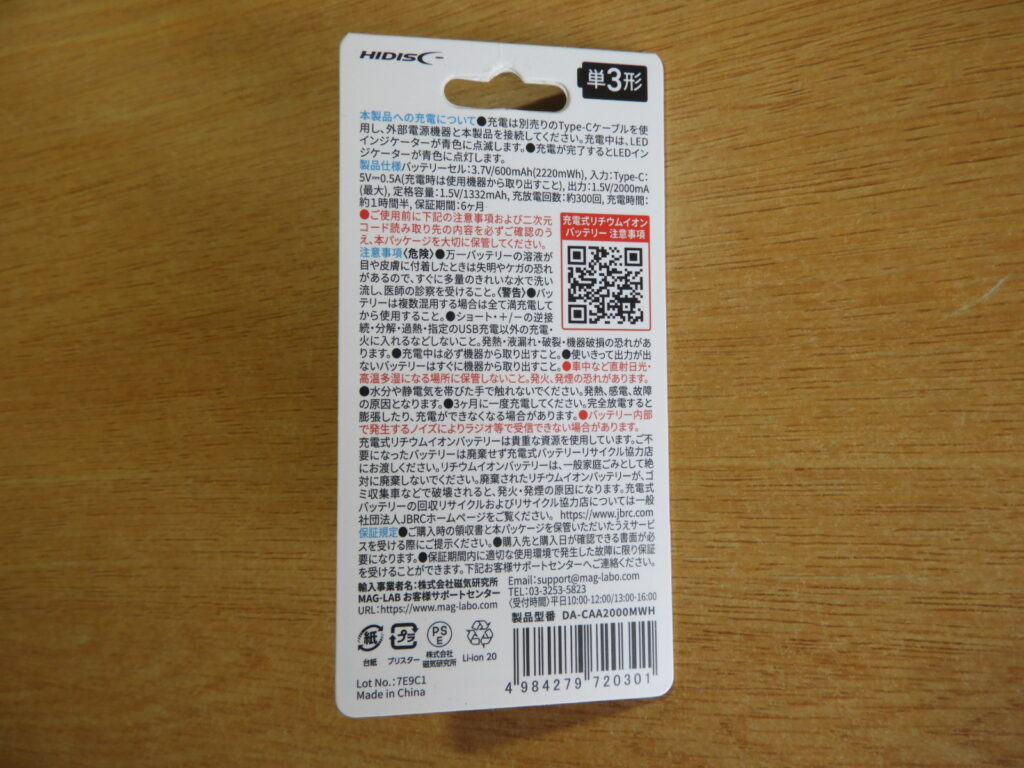 HIDISC
単3形
本製品への充電について●充電は別売りのType-Cケーブルを使
用し、外部電源機器と本製品を接続してください。充電中は、LED
インジケーターが青色に点滅します。●充電が完了するとLEDイン
ジケーターが青色に点灯します。
製品仕様バッテリーセル:3.7V/600mAh(2220mWh), 入力:Type-C:
5V⎓0.5A(充電時は使用機器から取り出すこと), 出力:1.5V/2000mA
(最大), 定格容量:1.5V/1332mAh, 充放電回数:約300回, 充電時間:
約1時間半, 保証期間:6ヶ月
●ご使用前に下記の注意事項および二次元
コード読み取り先の内容を必ずご確認のう
え、本パッケージを大切に保管してください。
充電式リチウムイオン
バッテリー 注意事項
注意事項〈危険〉●万一バッテリーの溶液が
目や皮膚に付着したときは失明やケガの恐れ
があるので、すぐに多量のきれいな水で洗い
流し、医師の診察を受けること。〈警告〉●バッ
テリーは複数混用する場合は全て満充電して
から使用すること。●ショート・+/−の逆接
続・分解・過熱・指定のUSB充電以外の充電・
火に入れるなどしないこと。発熱・液漏れ・破裂・機器破損の恐れがあ
ります。●充電中は必ず機器から取り出すこと。●使いきって出力が出
ないバッテリーはすぐに機器から取り出すこと。●車中など直射日光・
高温多湿になる場所に保管しないこと。発火、発煙の恐れがあります。
●水分や静電気を帯びた手で触れないでください。発熱、感電、故障
の原因となります。●3ヶ月に一度充電してください。完全放電すると
膨張したり、充電ができなくなる場合があります。●バッテリー内部
で発生するノイズによりラジオ等で受信できない場合があります。
充電式リチウムイオンバッテリーは貴重な資源を使用しています。ご不
要になったバッテリーは廃棄せず充電式バッテリーリサイクル協力店
にお渡しください。リチウムイオンバッテリーは、一般家庭ごみとして絶
対に廃棄しないでください。廃棄されたリチウムイオンバッテリーが、ゴ
ミ収集車などで破壊されると、発火・発煙の原因になります。充電式
バッテリーの回収リサイクルおよびリサイクル協力店については一般
社団法人JBRCホームページをご覧ください。 https://www.jbrc.com
保証規定●ご購入時の領収書と本パッケージを保管いただいたうえサービ
スを受ける際にご提示ください。●購入先と購入日が確認できる書面が必
要になります。●保証期間内に適切な使用環境で発生した故障に限り保証
を受けることができます。下記お客様サポートセンターへご連絡ください。
輸入事業者名:株式会社磁気研究所
MAG-LAB お客様サポートセンター
URL:https://www.mag-labo.com
Email:support@mag-labo.com
TEL:03-3253-5823
〈受付時間〉平日10:00-12:00/13:00-16:00
製品型番 DA-CAA2000MWH
紙
台紙
プラ
ブリスター
PS
E
株式会社
磁気研究所
Li-ion 20
Lot No.:7E9C1
Made in China
4 984279 720301